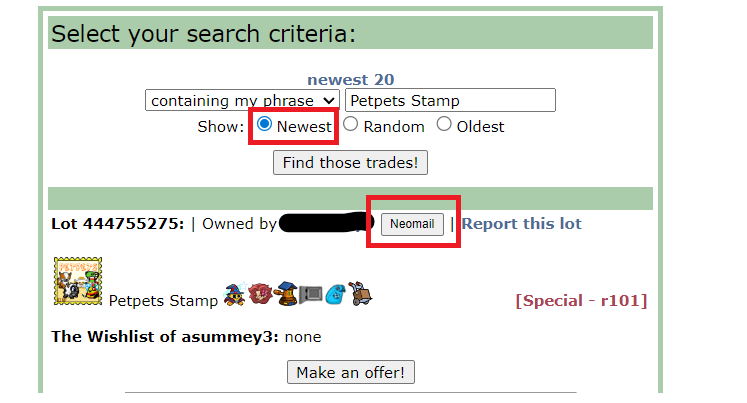 Select your search criteria:
newest 20
containing my phrase Petpets Stamp
Show: Newest Random Oldest
Find those trades!
Lot 444755275: | Owned by Neomail | Report this lot
PETPETS
Petpets Stamp [Special - r101]
The Wishlist of asummey3: none
Make an offer!